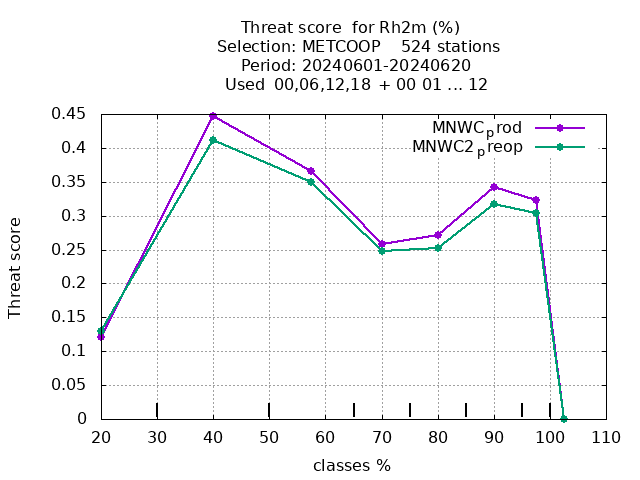 Threat score for Rh2m (%)
Selection: METCOOP 524 stations
Period: 20240601-20240620
Used 00,06,12,18 + 00 01 ... 12
MNWC_prod
MNWC2_preop
Threat score
0.45
0.4
0.35
0.3
0.25
0.2
0.15
0.1
0.05
0
20 30 40 50 60 70 80 90 100 110
classes %